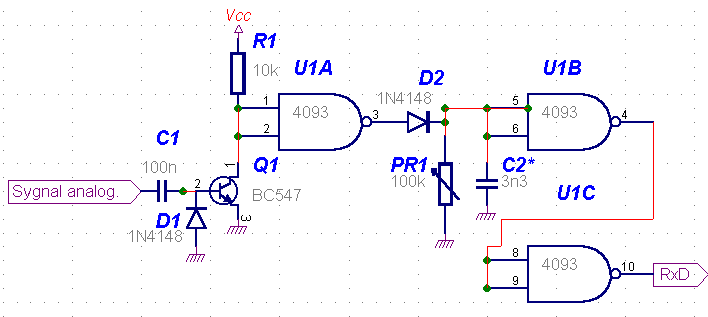 Vcc
R1
10k
U1A
D2
U1B
1
2
4093
3
1N4148
5
6
4093
4
C1
100n
1
Q1
PR1
100k
C2*
3n3
Sygnal analog.
2
BC547
U1C
D1
1N4148
3
8
9
4093
10
RxD